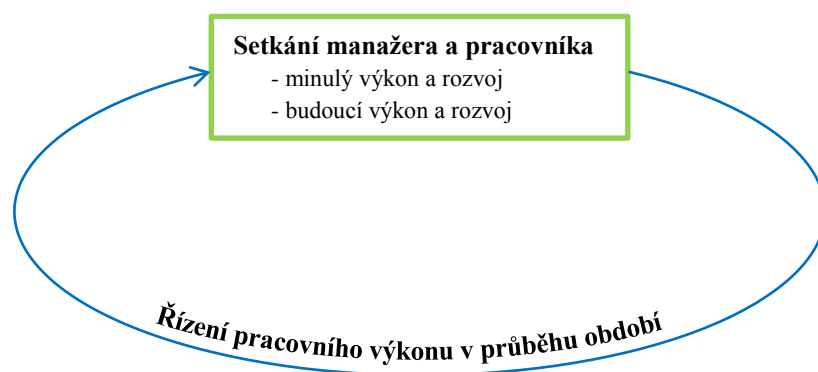 Setkání manažera a pracovníka
- minulý výkon a rozvoj
- budoucí výkon a rozvoj
Řízení pracovního výkonu v průběhu období